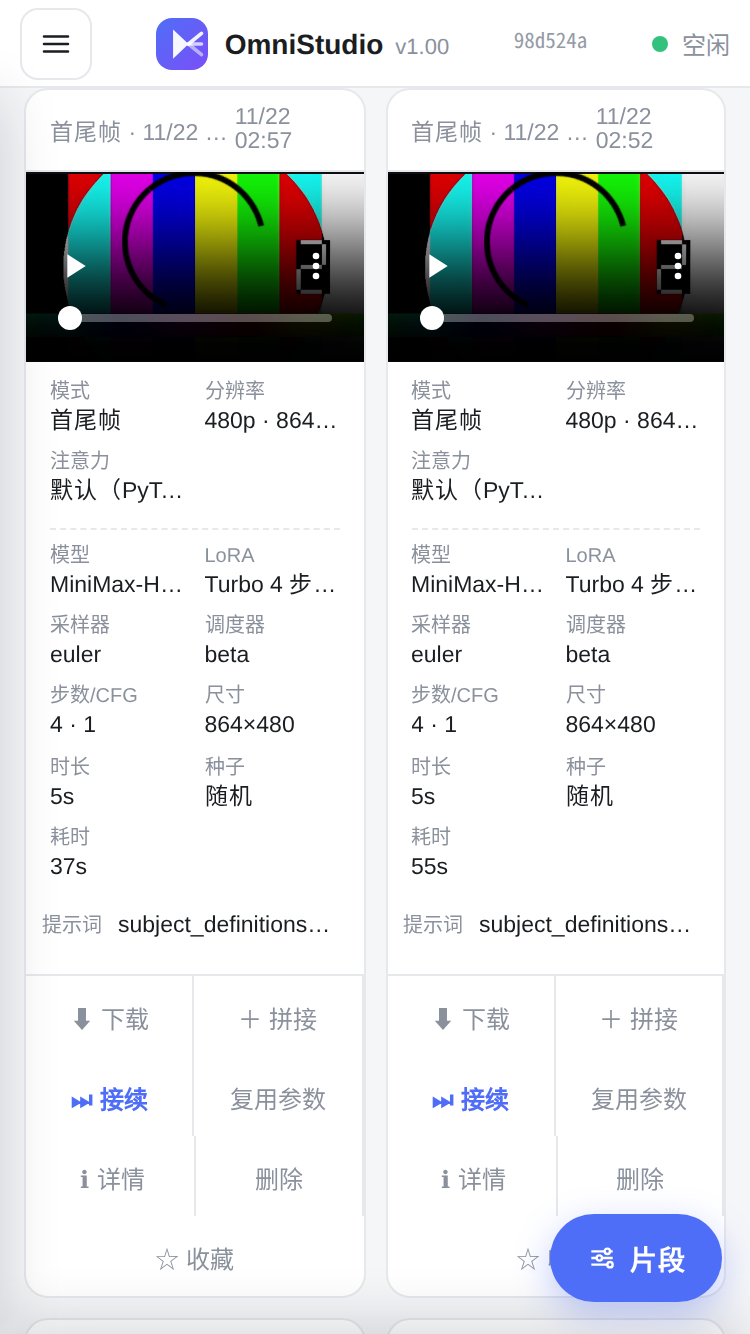 OmniStudio v1.00 98d524a 空闲
首尾帧 · 11/22 … 11/22 02:57
模式 分辨率
首尾帧 480p · 864…
注意力
默认（PyT…
模型 LoRA
MiniMax-H… Turbo 4 步…
采样器 调度器
euler beta
步数/CFG 尺寸
4 · 1 864×480
时长 种子
5s 随机
耗时
37s
提示词 subject_definitions…
⬇ 下载 ＋ 拼接
⏭ 接续 复用参数
ℹ 详情 删除
☆ 收藏
首尾帧 · 11/22 … 11/22 02:52
模式 分辨率
首尾帧 480p · 864…
注意力
默认（PyT…
模型 LoRA
MiniMax-H… Turbo 4 步…
采样器 调度器
euler beta
步数/CFG 尺寸
4 · 1 864×480
时长 种子
5s 随机
耗时
55s
提示词 subject_definitions…
⬇ 下载 ＋ 拼接
⏭ 接续 复用参数
ℹ 详情 删除
☆
片段